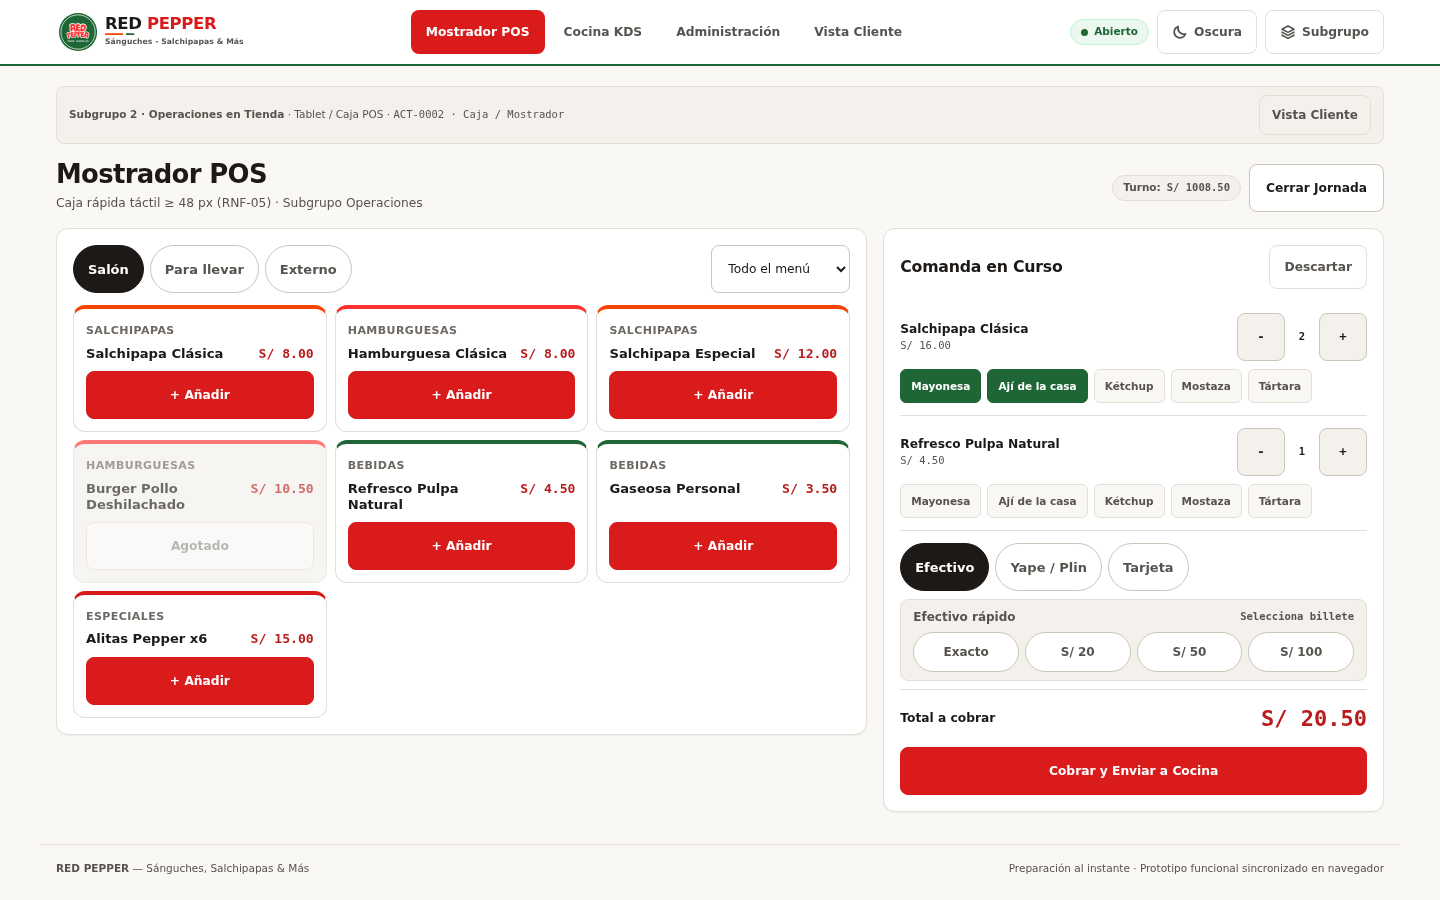 RED PEPPER
RED PEPPER
Sánguches - Salchipapas & Más
Mostrador POS
Cocina KDS
Administración
Vista Cliente
Abierto
Oscura
Subgrupo
Subgrupo 2 · Operaciones en Tienda · Tablet / Caja POS · ACT-0002 · Caja / Mostrador
Vista Cliente
Mostrador POS
Caja rápida táctil ≥ 48 px (RNF-05) · Subgrupo Operaciones
Turno: S/ 1008.50
Cerrar Jornada
Salón
Para llevar
Externo
Todo el menú
SALCHIPAPAS
Salchipapa Clásica S/ 8.00
+ Añadir
HAMBURGUESAS
Hamburguesa Clásica S/ 8.00
+ Añadir
SALCHIPAPAS
Salchipapa Especial S/ 12.00
+ Añadir
HAMBURGUESAS
Burger Pollo S/ 10.50
Deshilachado
Agotado
BEBIDAS
Refresco Pulpa S/ 4.50
Natural
+ Añadir
BEBIDAS
Gaseosa Personal S/ 3.50
+ Añadir
ESPECIALES
Alitas Pepper x6 S/ 15.00
+ Añadir
Comanda en Curso
Descartar
Salchipapa Clásica
S/ 16.00
- 2 +
Mayonesa Ají de la casa Kétchup Mostaza Tártara
Refresco Pulpa Natural
S/ 4.50
- 1 +
Mayonesa Ají de la casa Kétchup Mostaza Tártara
Efectivo Yape / Plin Tarjeta
Efectivo rápido Selecciona billete
Exacto S/ 20 S/ 50 S/ 100
Total a cobrar S/ 20.50
Cobrar y Enviar a Cocina
RED PEPPER — Sánguches, Salchipapas & Más
Preparación al instante · Prototipo funcional sincronizado en navegador